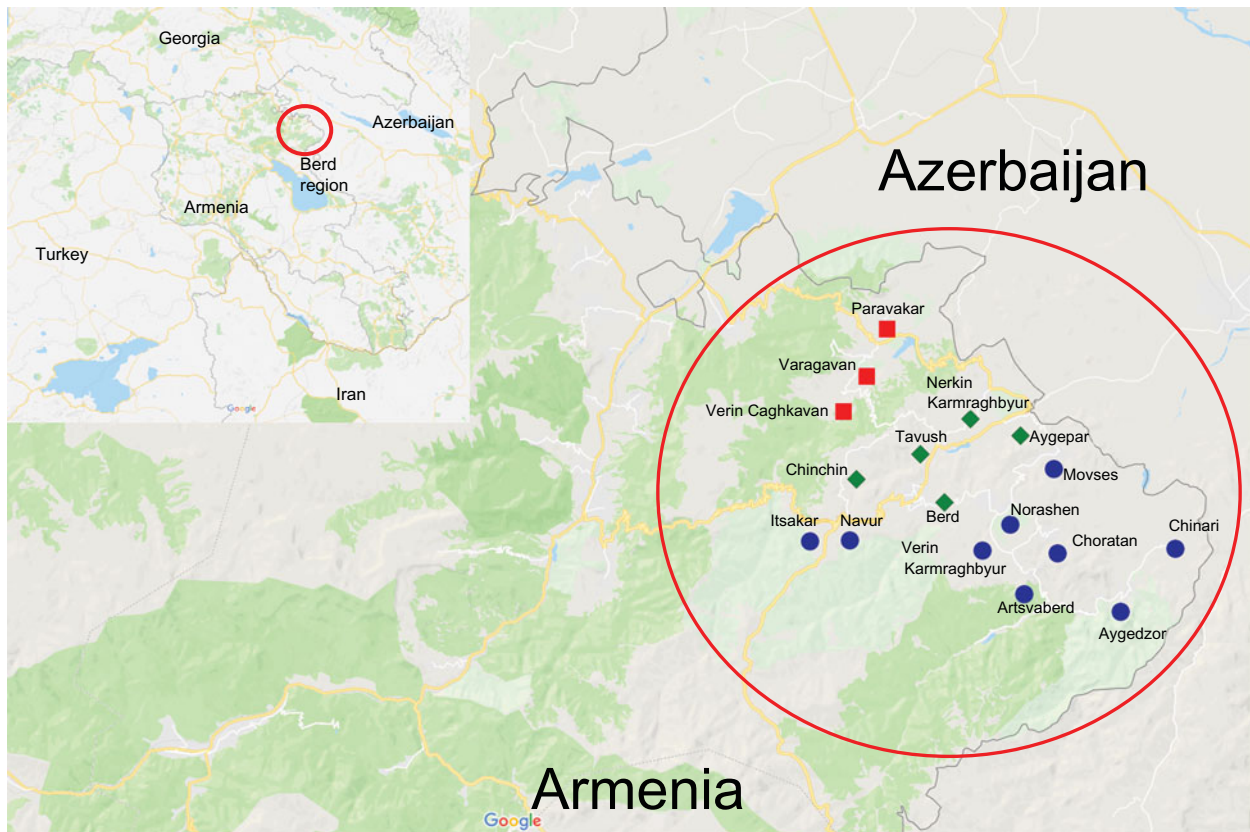 Georgia
Azerbaijan
Berd
region
Armenia
Turkey
Iran
Google
Azerbaijan
Paravakar
Varagavan
Nerkin
Karmraghbyur
Verin Caghkavan
Tavush
Aygepar
Chinchin
Movses
Berd
Norashen
Itsakar
Navur
Chinari
Verin
Karmraghbyur
Choratan
Artsvaberd
Aygedzor
Armenia
Google